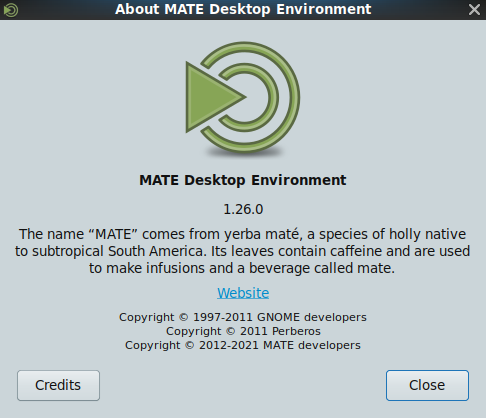 About MATE Desktop Environment
MATE Desktop Environment
1.26.0
The name “MATE” comes from yerba maté, a species of holly native
to subtropical South America. Its leaves contain caffeine and are used
to make infusions and a beverage called mate.
Website
Copyright © 1997-2011 GNOME developers
Copyright © 2011 Perberos
Copyright © 2012-2021 MATE developers
Credits
Close